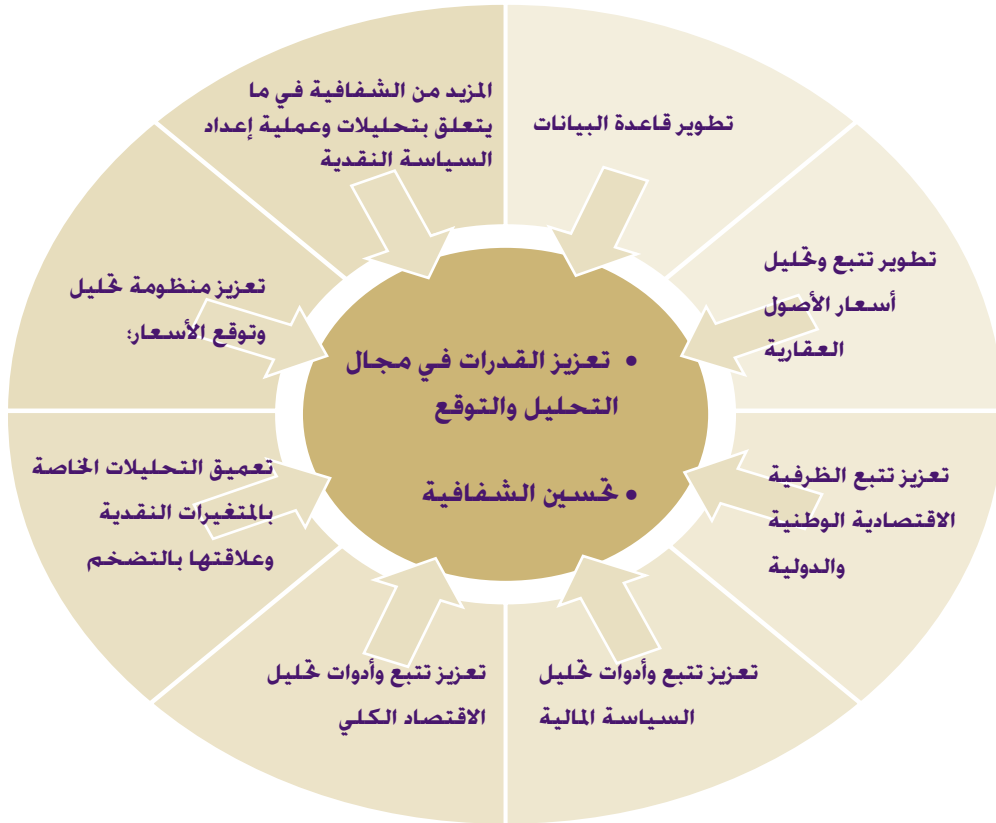 تطوير قاعدة البيانات
تطوير تتبع وتحليل
أسعار الأصول
العقارية
تعزيز تتبع الظرفية
الاقتصادية الوطنية
والدولية
تعزيز تتبع وأدوات تحليل
السياسة المالية
تعزيز تتبع وأدوات تحليل
الاقتصاد الكلي
تعميق التحليلات الخاصة
بالمتغيرات النقدية
وعلاقتها بالتضخم
تعزيز منظومة تحليل
وتوقع الأسعار؛
المزيد من الشفافية في ما
يتعلق بتحليلات وعملية إعداد
السياسة النقدية
• تعزيز القدرات في مجال
التحليل والتوقع
• تحسين الشفافية